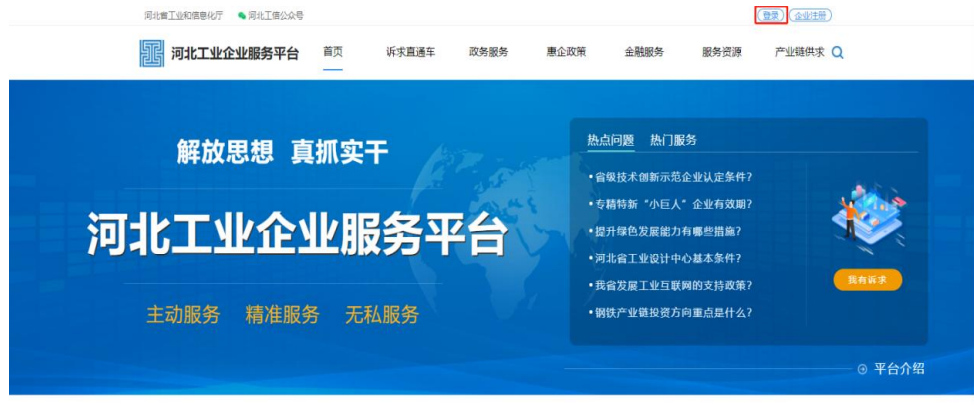 河北省工业和信息化厅 河北工信公众号 登录 企业注册
河北工业企业服务平台 首页 诉求直通车 政务服务 惠企政策 金融服务 服务资源 产业链供求
解放思想 真抓实干
河北工业企业服务平台
主动服务 精准服务 无私服务
热点问题 热门服务
•省级技术创新示范企业认定条件?
•专精特新“小巨人”企业有效期?
•提升绿色发展能力有哪些措施?
•河北省工业设计中心基本条件?
•我省发展工业互联网的支持政策?
•钢铁产业链投资方向重点是什么?
我有诉求
平台介绍